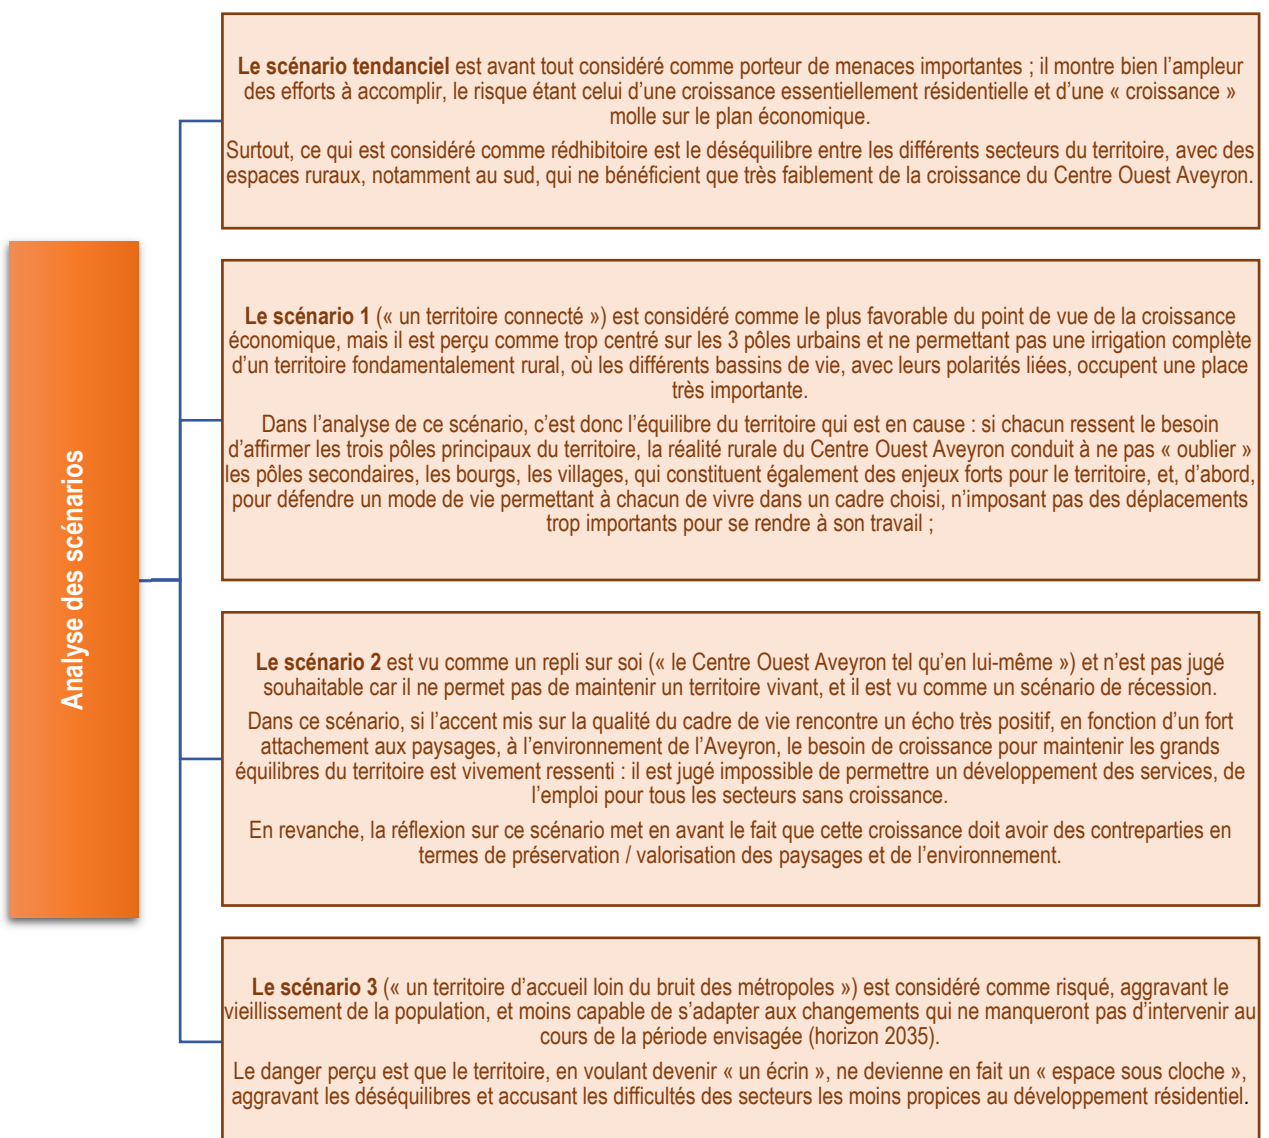 Analyse des scénarios
Le scénario tendanciel est avant tout considéré comme porteur de menaces importantes ; il montre bien l’ampleur
des efforts à accomplir, le risque étant celui d’une croissance essentiellement résidentielle et d’une « croissance »
molle sur le plan économique.
Surtout, ce qui est considéré comme rédhibitoire est le déséquilibre entre les différents secteurs du territoire, avec des
espaces ruraux, notamment au sud, qui ne bénéficient que très faiblement de la croissance du Centre Ouest Aveyron.
Le scénario 1 (« un territoire connecté ») est considéré comme le plus favorable du point de vue de la croissance
économique, mais il est perçu comme trop centré sur les 3 pôles urbains et ne permettant pas une irrigation complète
d’un territoire fondamentalement rural, où les différents bassins de vie, avec leurs polarités liées, occupent une place
très importante.
Dans l’analyse de ce scénario, c’est donc l’équilibre du territoire qui est en cause : si chacun ressent le besoin
d’affirmer les trois pôles principaux du territoire, la réalité rurale du Centre Ouest Aveyron conduit à ne pas « oublier »
les pôles secondaires, les bourgs, les villages, qui constituent également des enjeux forts pour le territoire, et, d’abord,
pour défendre un mode de vie permettant à chacun de vivre dans un cadre choisi, n’imposant pas des déplacements
trop importants pour se rendre à son travail ;
Le scénario 2 est vu comme un repli sur soi (« le Centre Ouest Aveyron tel qu’en lui-même ») et n’est pas jugé
souhaitable car il ne permet pas de maintenir un territoire vivant, et il est vu comme un scénario de récession.
Dans ce scénario, si l’accent mis sur la qualité du cadre de vie rencontre un écho très positif, en fonction d’un fort
attachement aux paysages, à l’environnement de l’Aveyron, le besoin de croissance pour maintenir les grands
équilibres du territoire est vivement ressenti : il est jugé impossible de permettre un développement des services, de
l’emploi pour tous les secteurs sans croissance.
En revanche, la réflexion sur ce scénario met en avant le fait que cette croissance doit avoir des contreparties en
termes de préservation / valorisation des paysages et de l’environnement.
Le scénario 3 (« un territoire d’accueil loin du bruit des métropoles ») est considéré comme risqué, aggravant le
vieillissement de la population, et moins capable de s’adapter aux changements qui ne manqueront pas d’intervenir au
cours de la période envisagée (horizon 2035).
Le danger perçu est que le territoire, en voulant devenir « un écrin », ne devienne en fait un « espace sous cloche »,
aggravant les déséquilibres et accusant les difficultés des secteurs les moins propices au développement résidentiel.